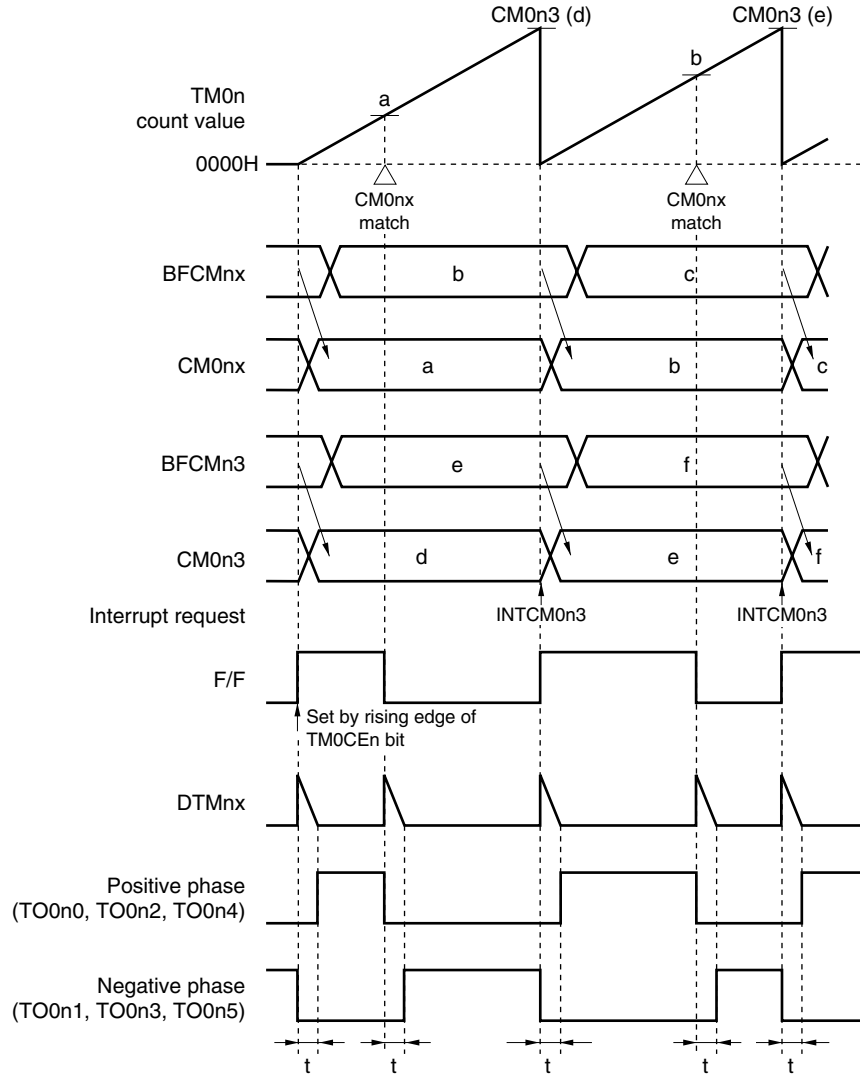 CM0n3 (d)
CM0n3 (e)
b
a
TM0n
count value
0000H
CM0nx
match
CM0nx
match
BFCMnx
b
c
CM0nx
a
b
c
BFCMn3
e
f
CM0n3
d
e
f
Interrupt request
INTCM0n3
INTCM0n3
F/F
Set by rising edge of
TM0CEn bit
DTMnx
Positive phase
(TO0n0, TO0n2, TO0n4)
Negative phase
(TO0n1, TO0n3, TO0n5)
t
t
t
t
t